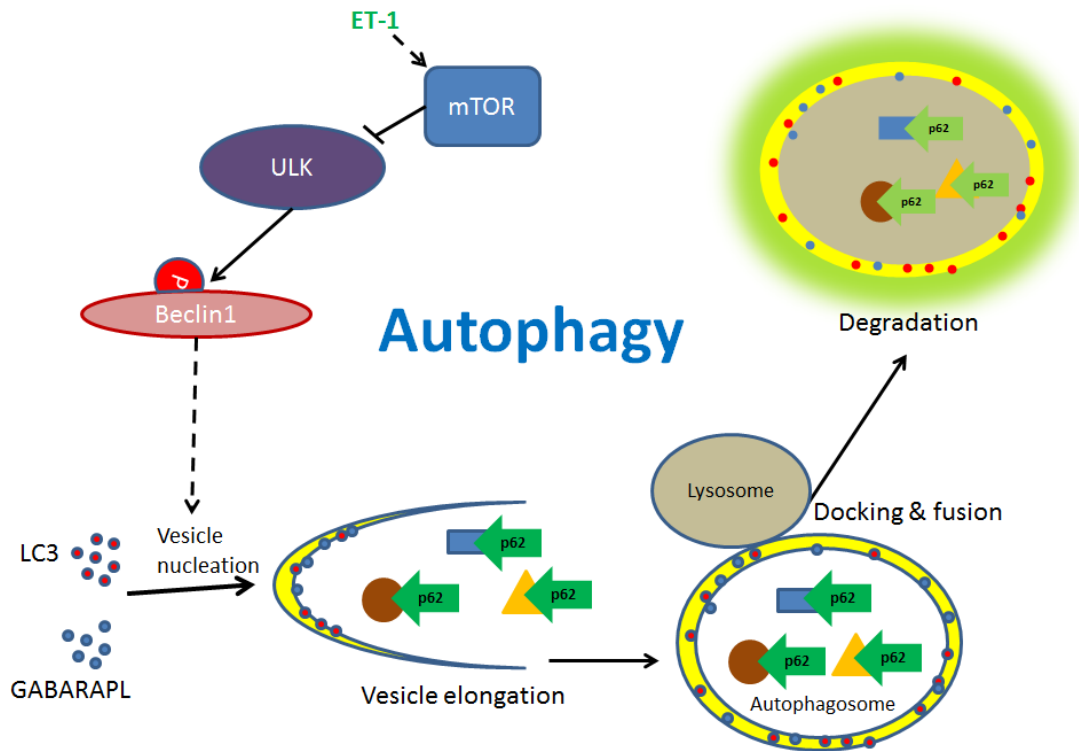 ET-1
mTOR
ULK
P
Beclin1
Autophagy
p62
p62
p62
Degradation
LC3
Vesicle
nucleation
GABARAPL
p62
p62
p62
Vesicle elongation
Lysosome
Docking & fusion
p62
p62
p62
Autophagosome